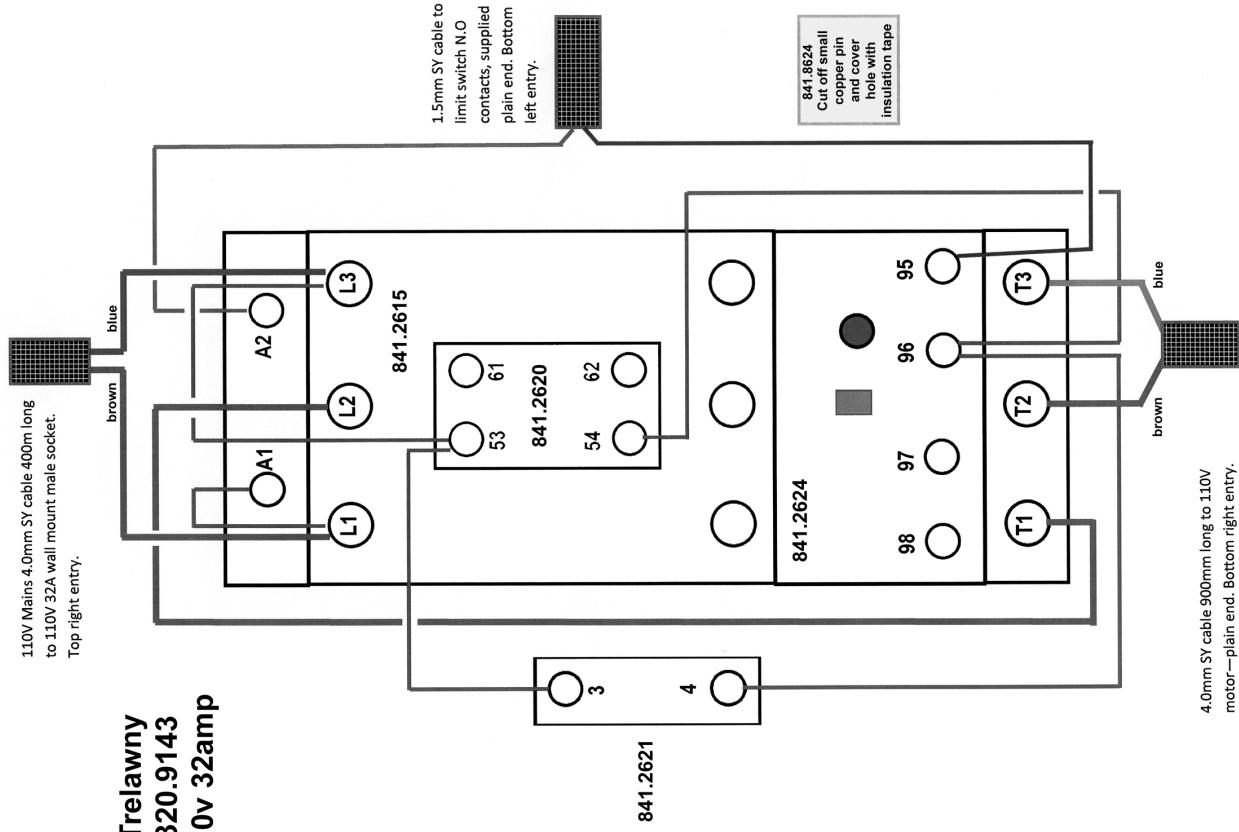 Trelawny
320.9143
0v 32amp
110V Mains 4.0mm SY cable 400m long
to 110V 32A wall mount male socket.
Top right entry.
brown
blue
1.5mm SY cable to
limit switch N.O
contacts, supplied
plain end. Bottom
left entry.
A1
A2
L1
L2
L3
841.2615
53
61
841.2620
54
62
3
4
841.2621
841.2624
98
97
96
95
T1
T2
T3
841.8624
Cut off small
copper pin
and cover
hole with
insulation tape
brown
blue
4.0mm SY cable 900mm long to 110V
motor—plain end. Bottom right entry.